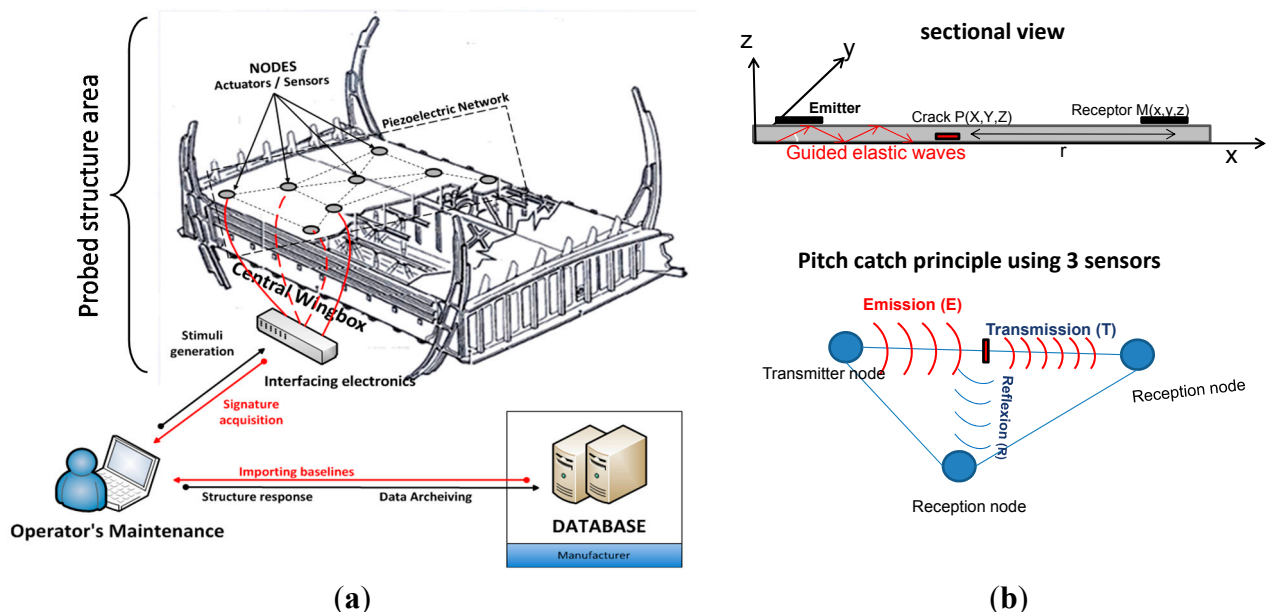 Probed structure area
NODES
Actuators / Sensors
Piezoelectric Network
Central Wingbox
Stimuli
generation
Interfacing electronics
Signature
acquisition
Importing baselines
Structure response
Data Archeiving
Operator's Maintenance
DATABASE
Manufacturer
(a)
b)
sectional view
z
y
Emitter
Crack P(X,Y,Z)
Receptor M(x,y,z)
Guided elastic waves
r
x
Pitch catch principle using 3 sensors
Emission (E)
Transmission (T)
Transmitter node
Reflexion (R)
Reception node
Reception node
(b)